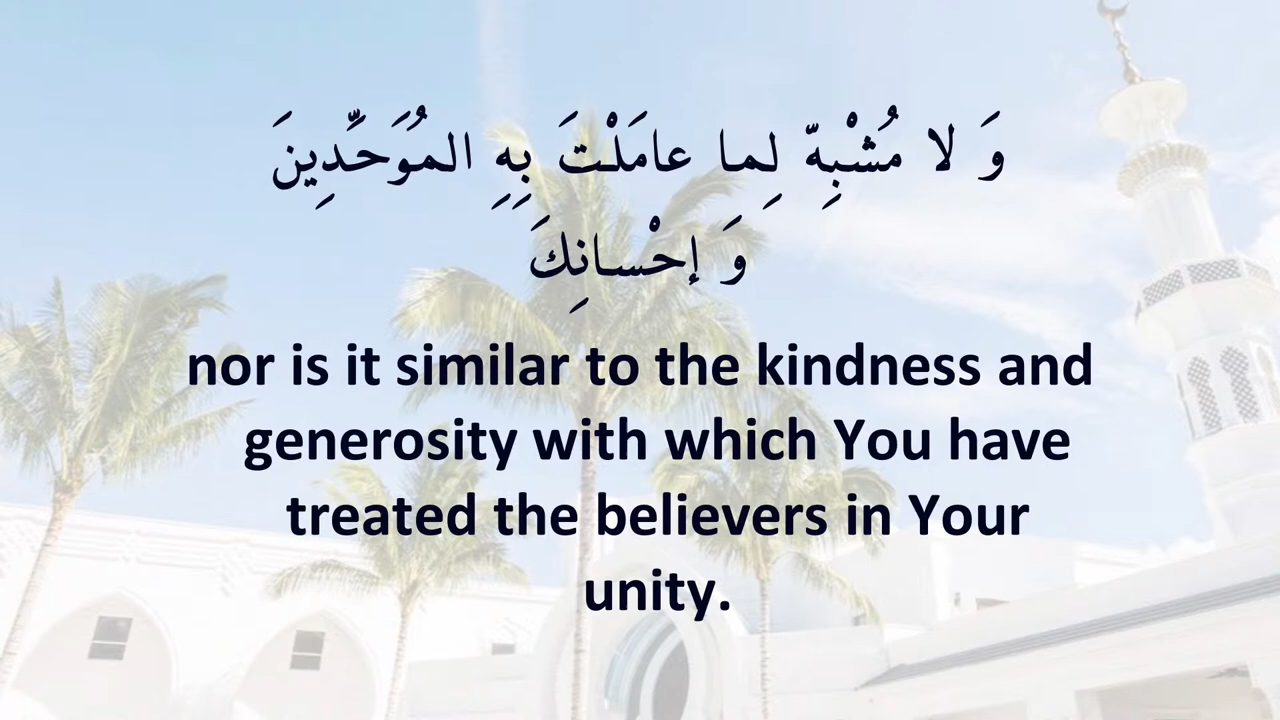 وَ لا مُشْبِهّ لِما عامَلْتَ بِهِ المُوَحَِّدِينَ
وَ إحْسانِكَ
nor is it similar to the kindness and
generosity with which You have
treated the believers in Your
unity.